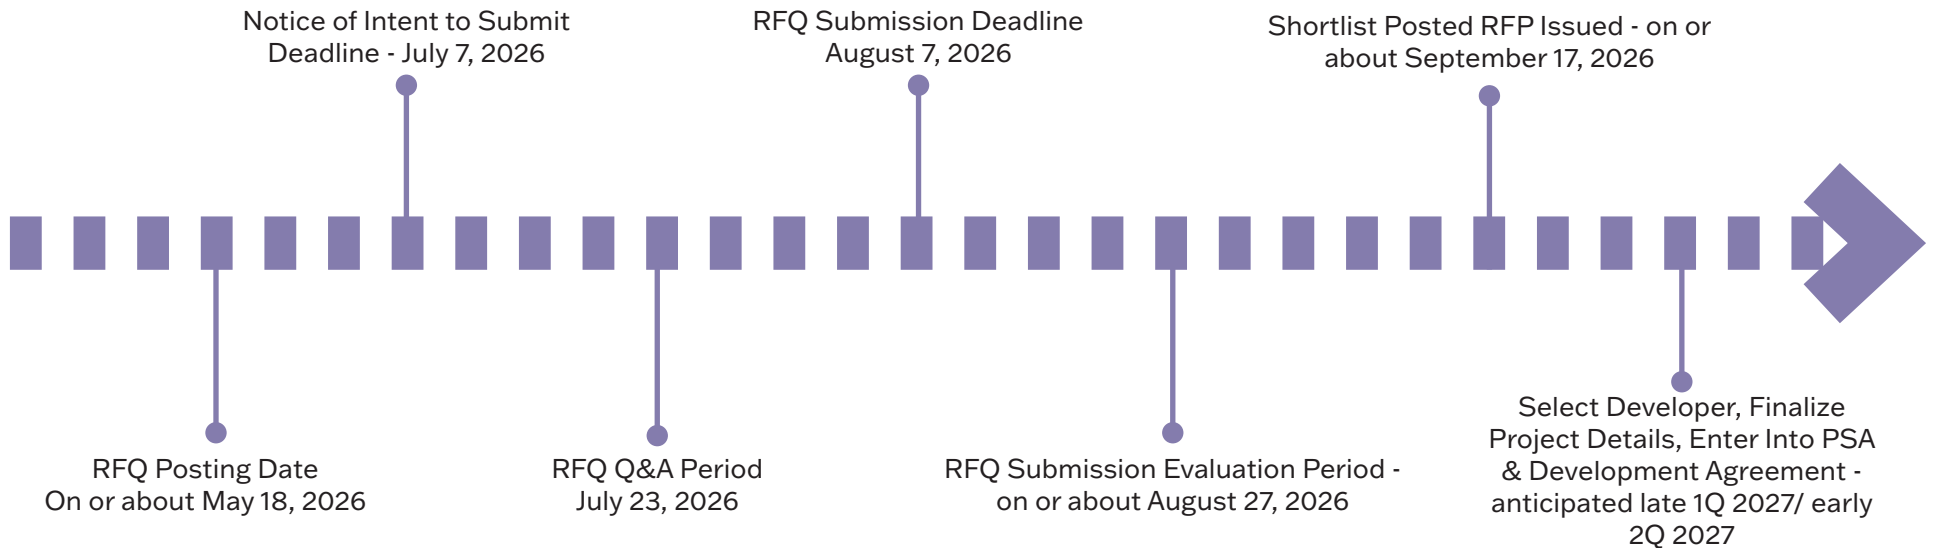 Notice of Intent to Submit
Deadline - July 7, 2026
RFQ Submission Deadline
August 7, 2026
Shortlist Posted RFP Issued - on or
about September 17, 2026
RFQ Posting Date
On or about May 18, 2026
RFQ Q&A Period
July 23, 2026
RFQ Submission Evaluation Period -
on or about August 27, 2026
Select Developer, Finalize
Project Details, Enter Into PSA
& Development Agreement -
anticipated late 1Q 2027/ early
2Q 2027